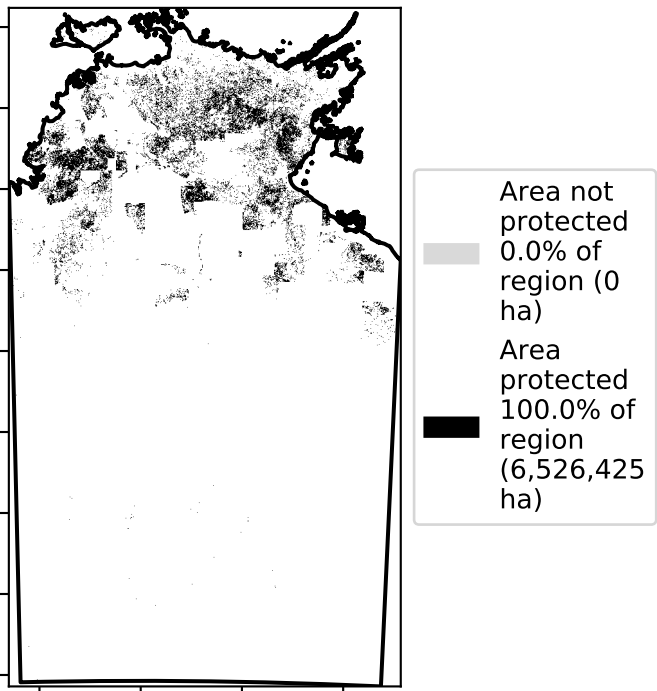 Area not
protected
0.0% of
region (0
ha)
Area
protected
100.0% of
region
(6,526,425
ha)